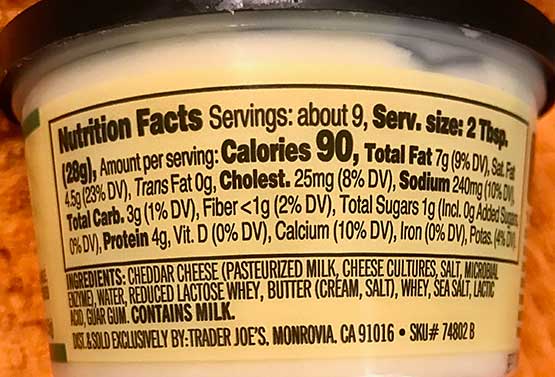 Nutrition Facts Servings: about 9, Serv. size: 2 Tbsp.
(28g), Amount per serving: Calories 90, Total Fat 7g (9% DV), Sat. Fat
4.5g (23% DV), Trans Fat 0g, Cholest. 25mg (8% DV), Sodium 240mg (10% DV),
Total Carb. 3g (1% DV), Fiber <1g (2% DV), Total Sugars 1g (Incl. 0g Added Sugars,
0% DV), Protein 4g, Vit. D (0% DV), Calcium (10% DV), Iron (0% DV), Potas. (4% DV).
INGREDIENTS: CHEDDAR CHEESE (PASTEURIZED MILK, CHEESE CULTURES, SALT, MICROBIAL
ENZYME), WATER, REDUCED LACTOSE WHEY, BUTTER (CREAM, SALT), WHEY, SEA SALT, LACTIC
ACID, GUAR GUM. CONTAINS MILK.
DIST. & SOLD EXCLUSIVELY BY: TRADER JOE'S, MONROVIA, CA 91016 • SKU# 74802 B